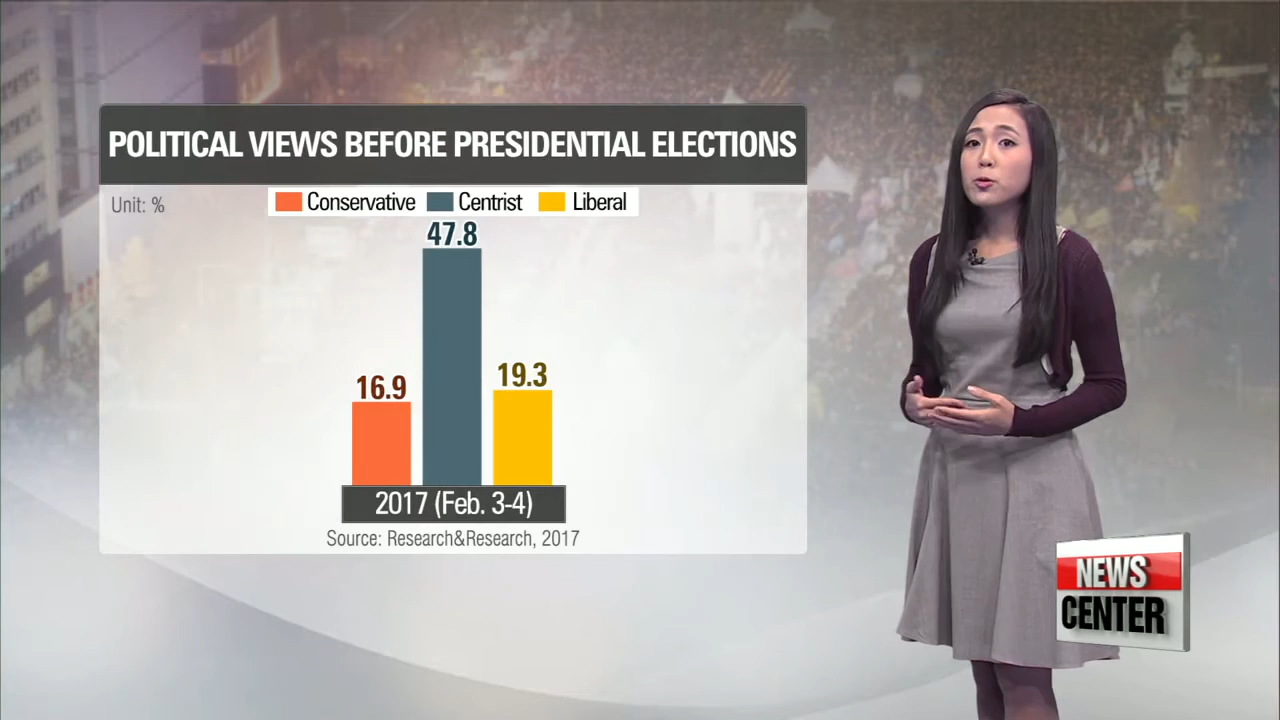 POLITICAL VIEWS BEFORE PRESIDENTIAL ELECTIONS
Unit: %
Conservative Centrist Liberal
47.8
16.9
19.3
2017 (Feb. 3-4)
Source: Research&Research, 2017
NEWS
CENTER